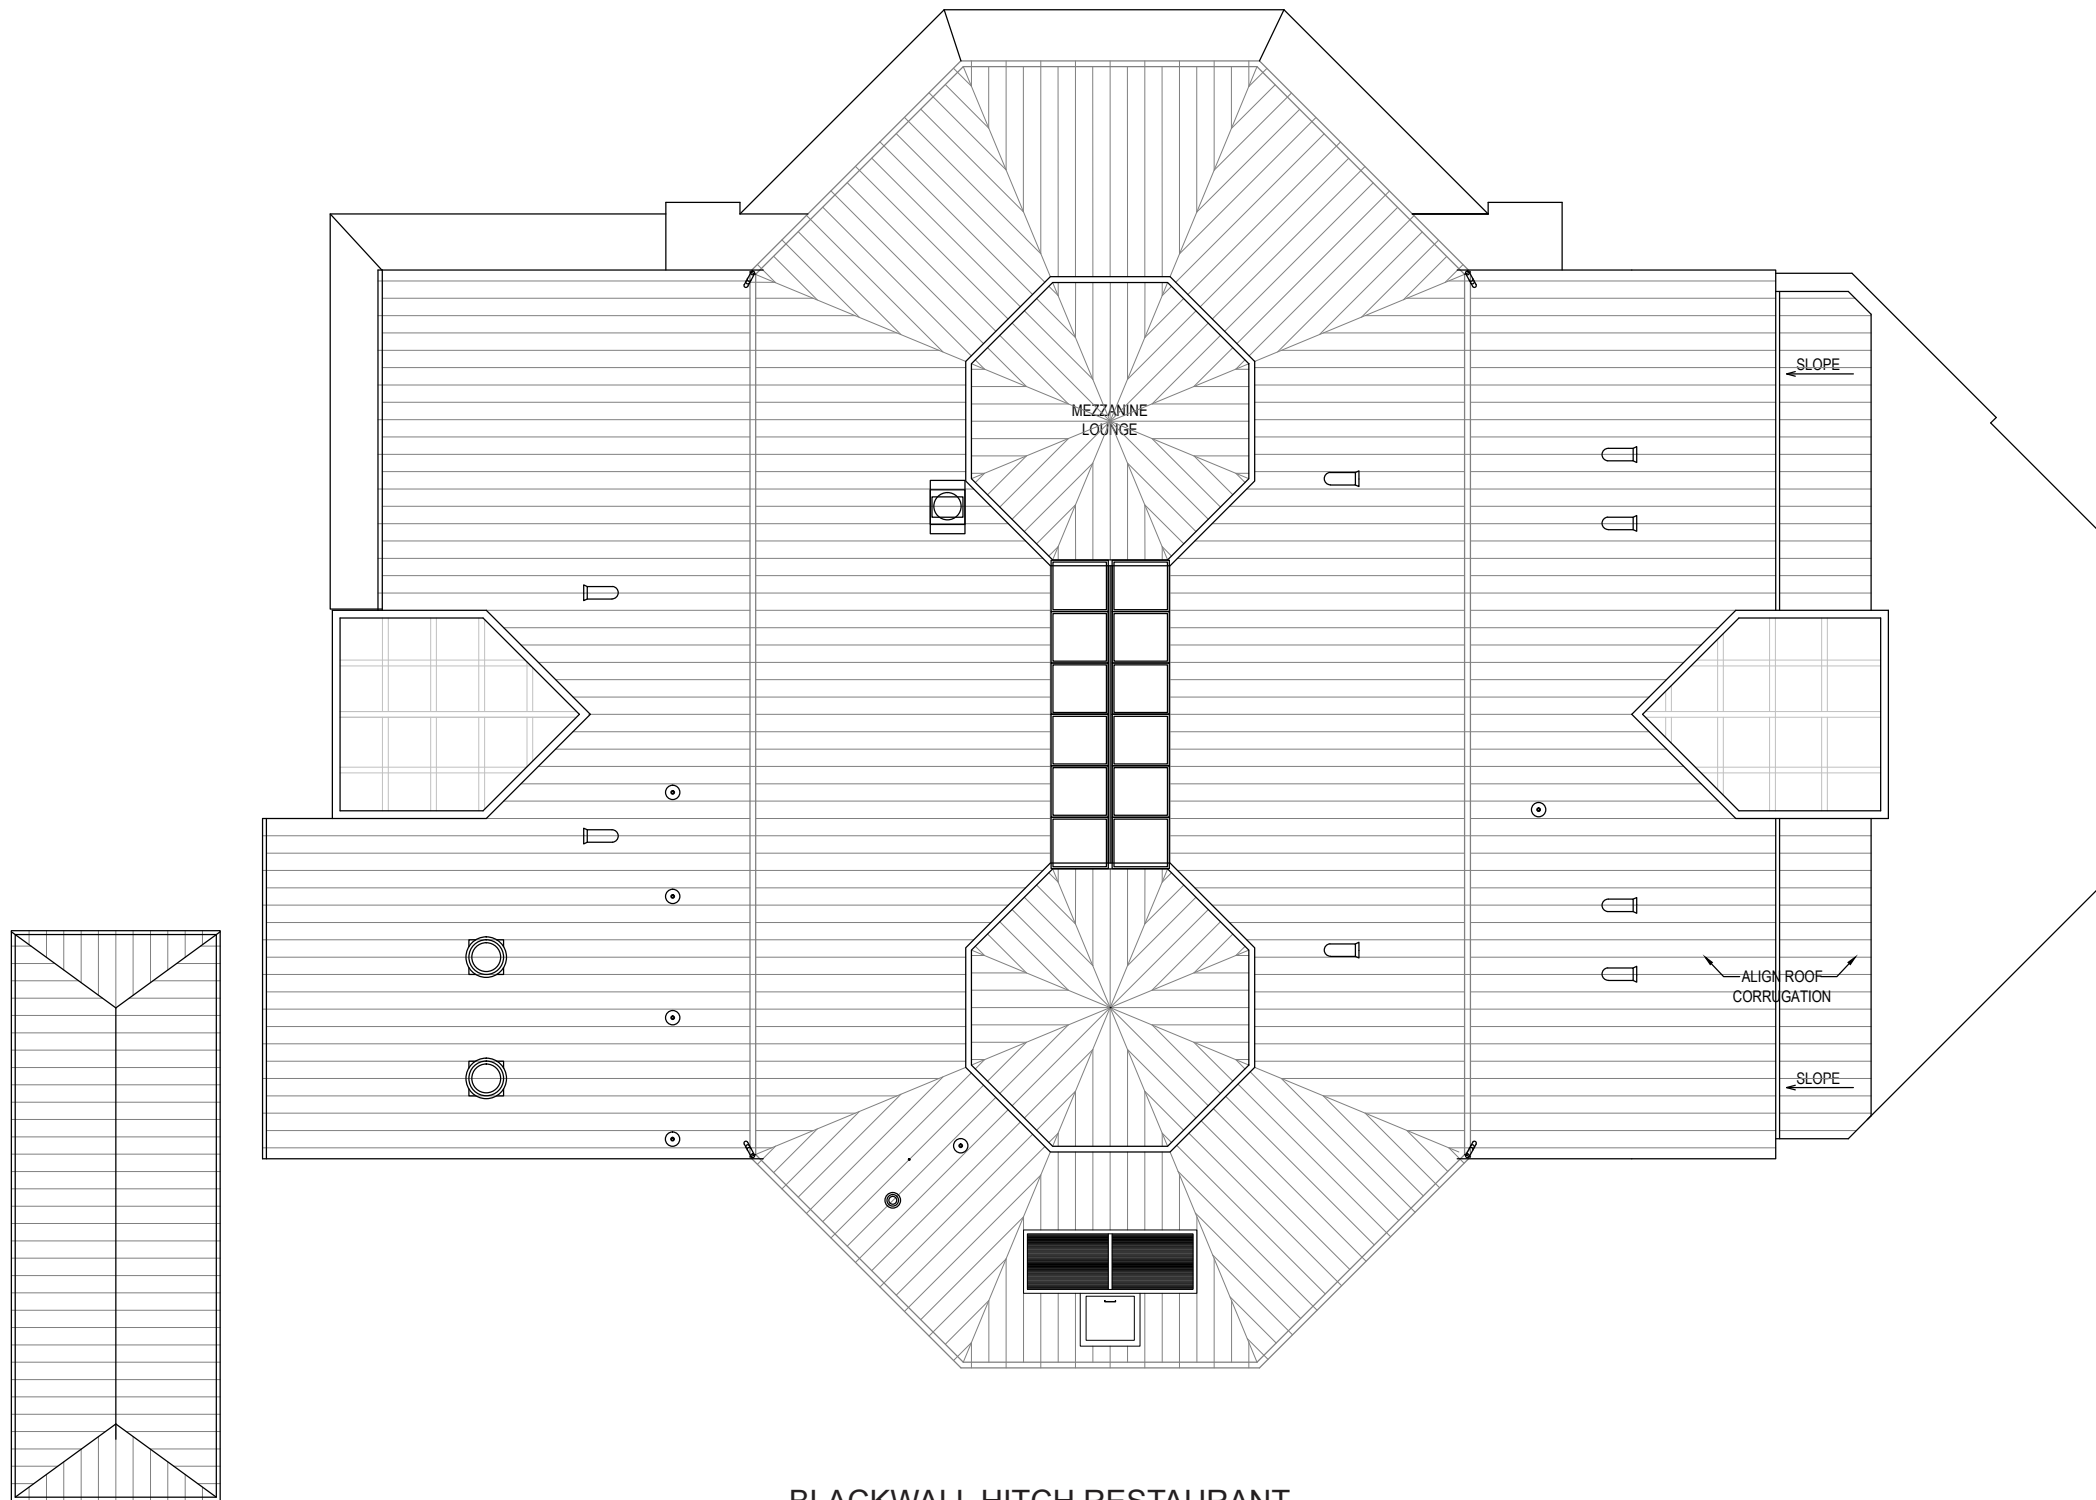 SLOPE
MEZZANINE
LOUNGE
ALIGN ROOF
CORRUGATION
SLOPE
BLACKWALL HITCH RESTAURANT